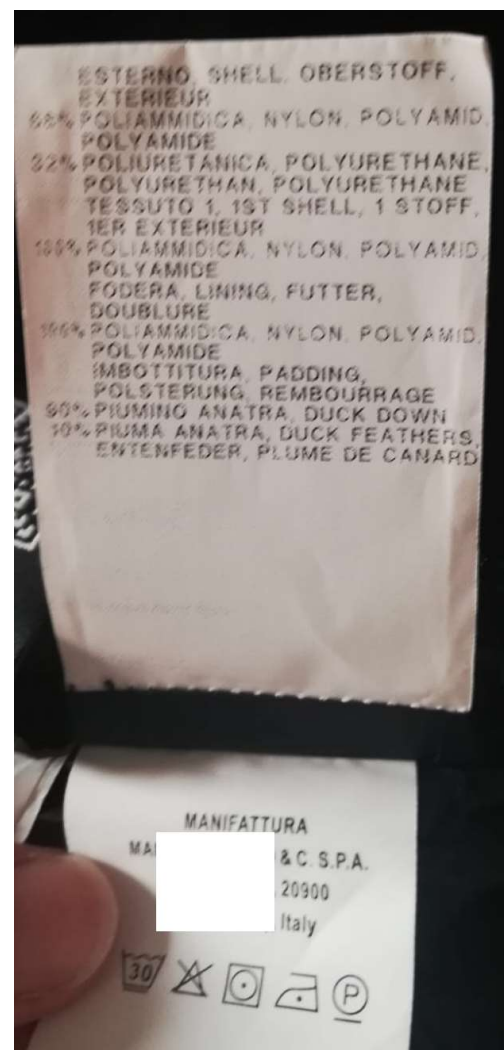 ESTERNO, SHELL, OBERSTOFF,
EXTERIEUR
68% POLIAMMIDICA, NYLON, POLYAMID,
POLYAMIDE
32% POLIURETANICA, POLYURETHANE,
POLYURETHAN, POLYURETHANE
TESSUTO 1, 1ST SHELL, 1 STOFF,
1ER EXTERIEUR
100% POLIAMMIDICA, NYLON, POLYAMID,
POLYAMIDE
FODERA, LINING, FUTTER,
DOUBLURE
100% POLIAMMIDICA, NYLON, POLYAMID,
POLYAMIDE
IMBOTTITURA, PADDING,
POLSTERUNG, REMBOURRAGE
90% PIUMINO ANATRA, DUCK DOWN
10% PIUMA ANATRA, DUCK FEATHERS,
ENTENFEDER, PLUME DE CANARD
MANIFATTURA
& C. S.P.A.
20900
Italy
30 P